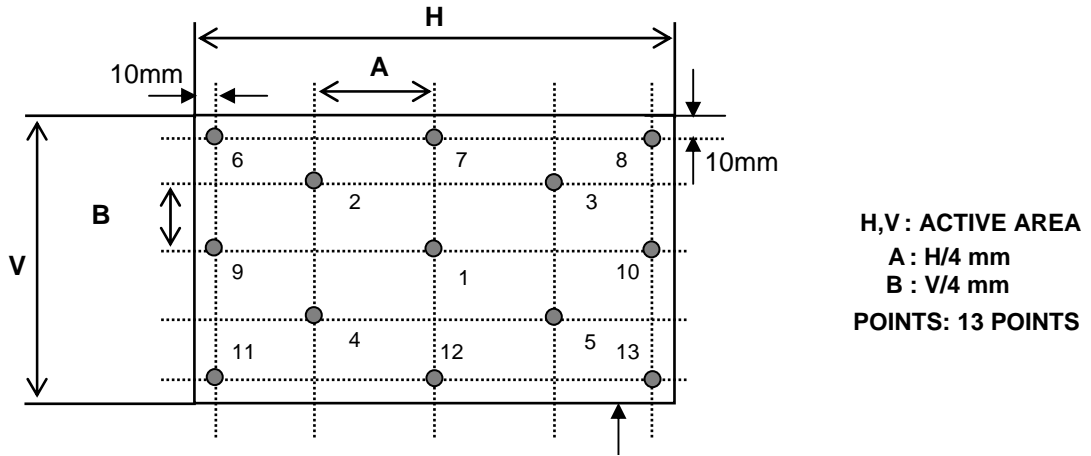 H
A
10mm
6
7
8
10mm
2
3
B
H,V : ACTIVE AREA
V
9
1
10
A : H/4 mm
B : V/4 mm
POINTS: 13 POINTS
4
5
11
12
13